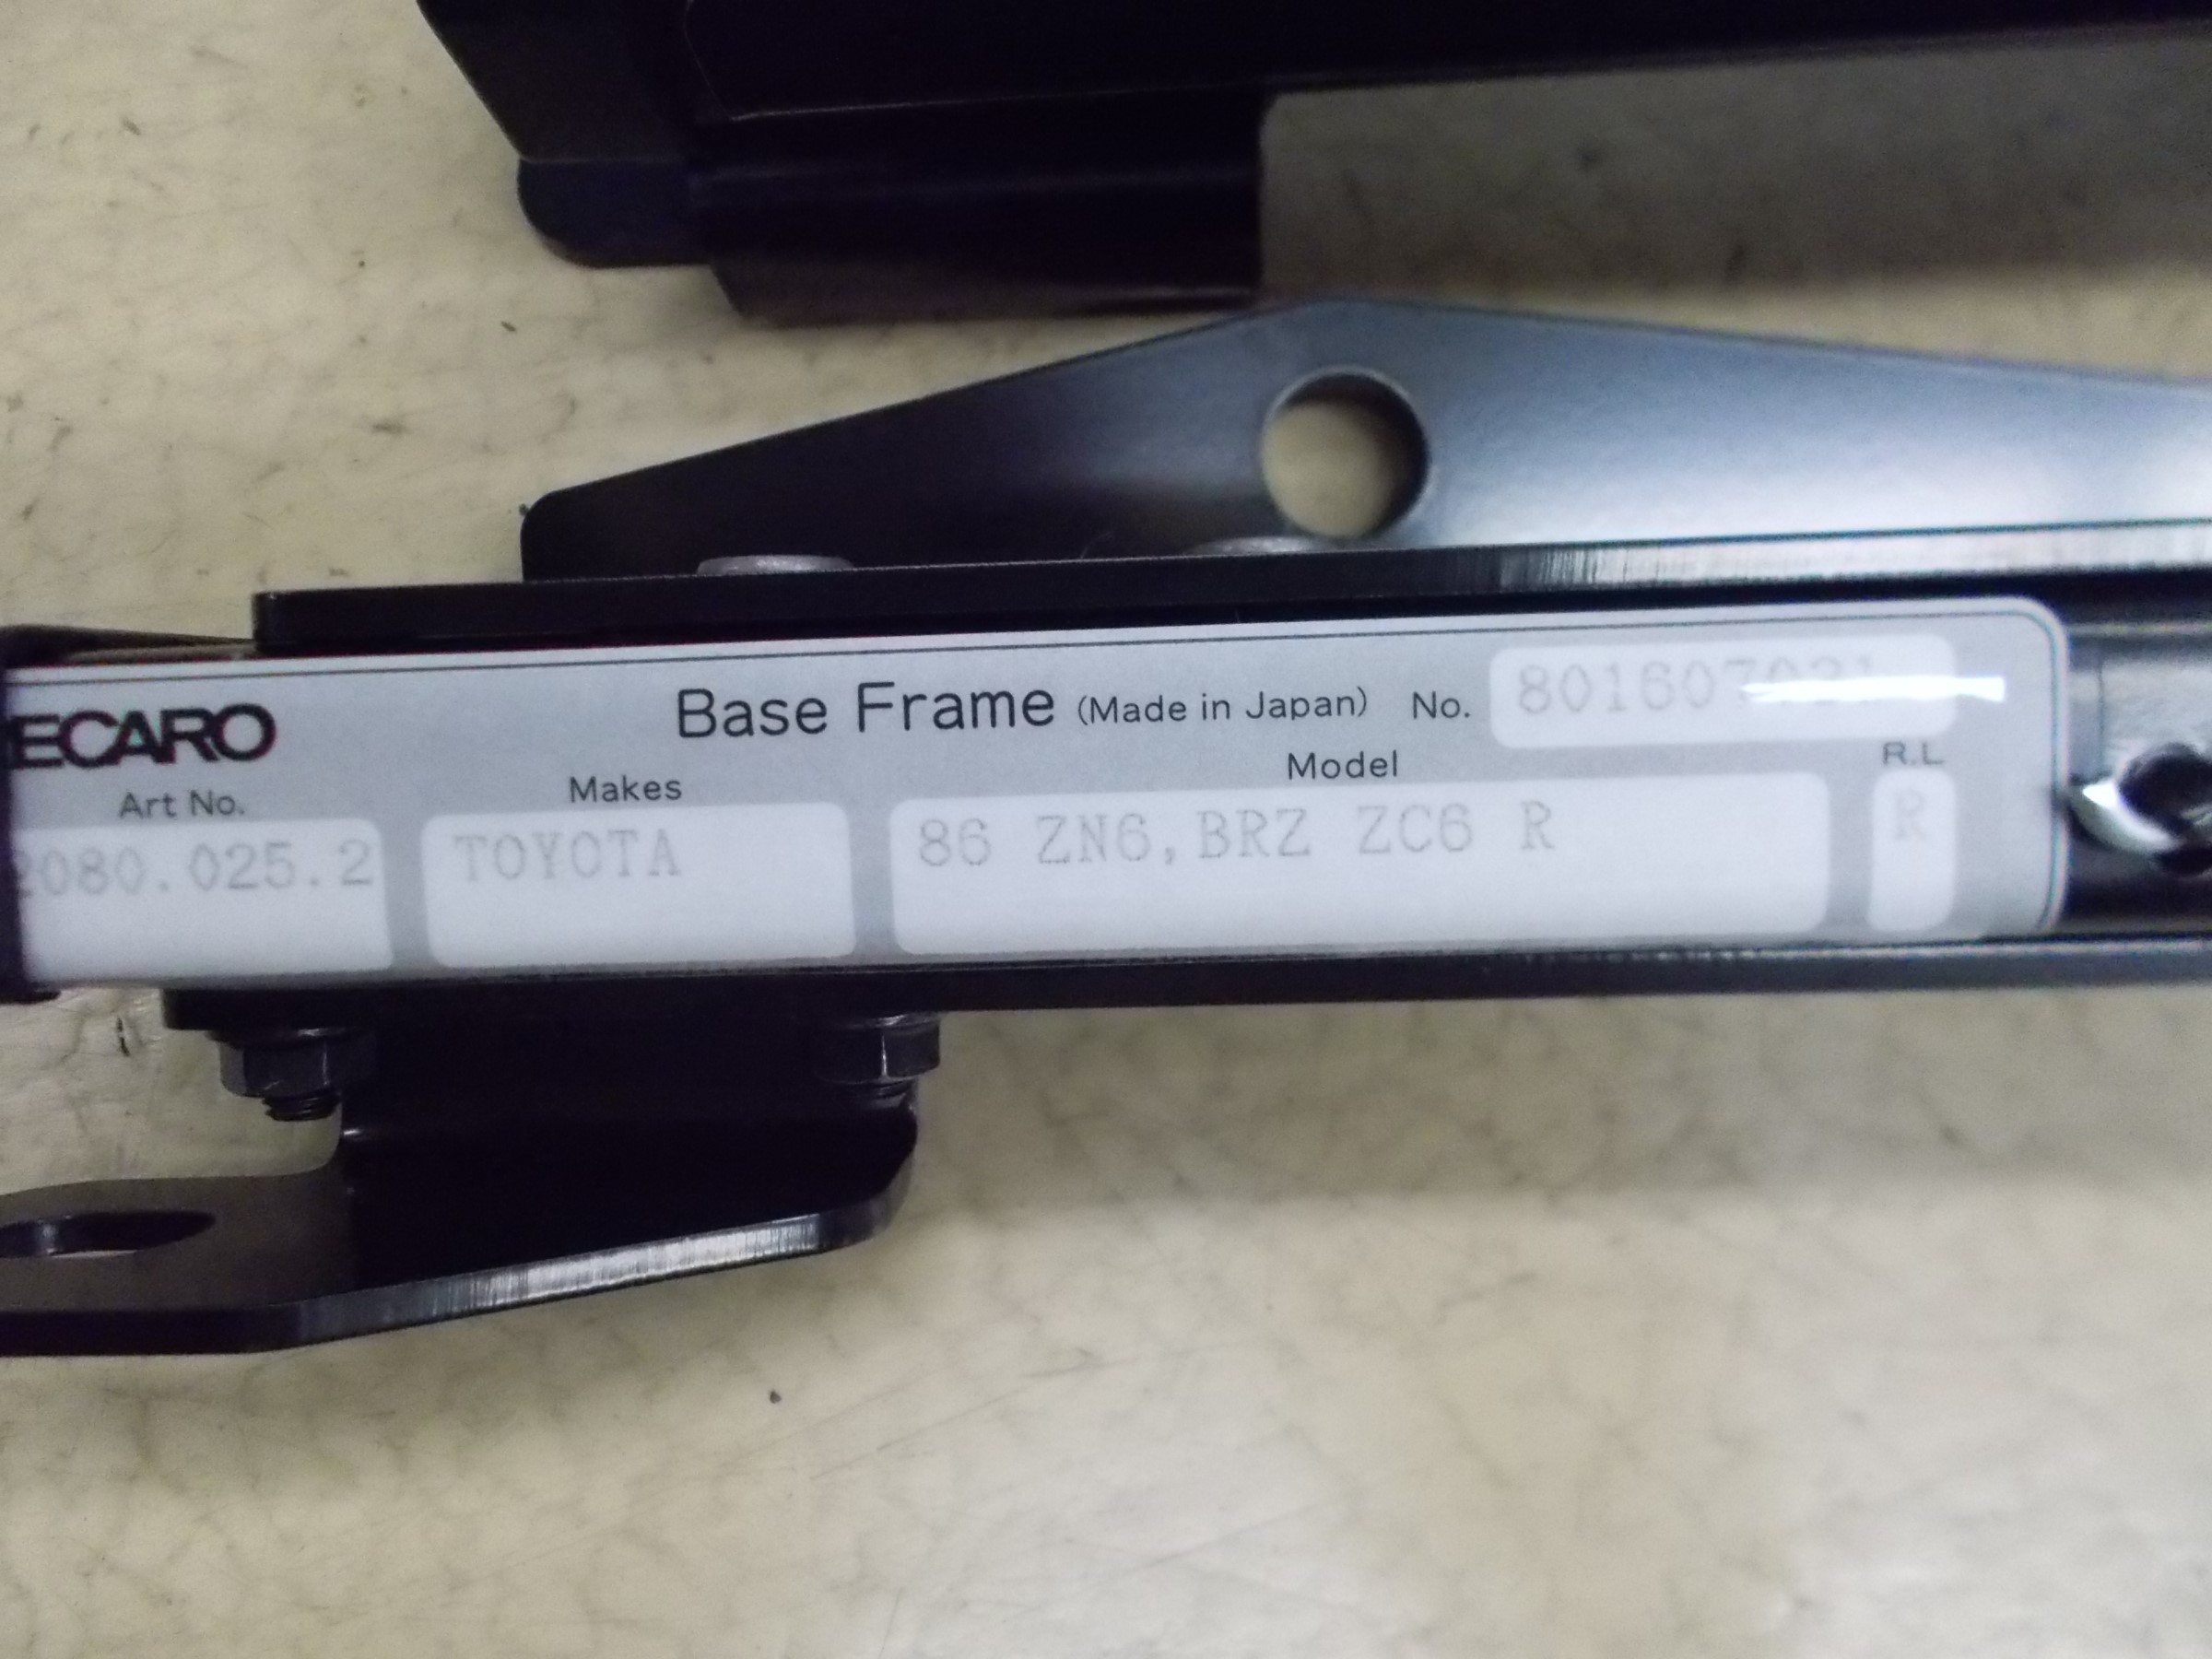 ECARO Base Frame (Made in Japan) No. 801607021
Art No. Makes Model R.L
2080.025.2 TOYOTA 86 ZN6,BRZ ZC6 R R